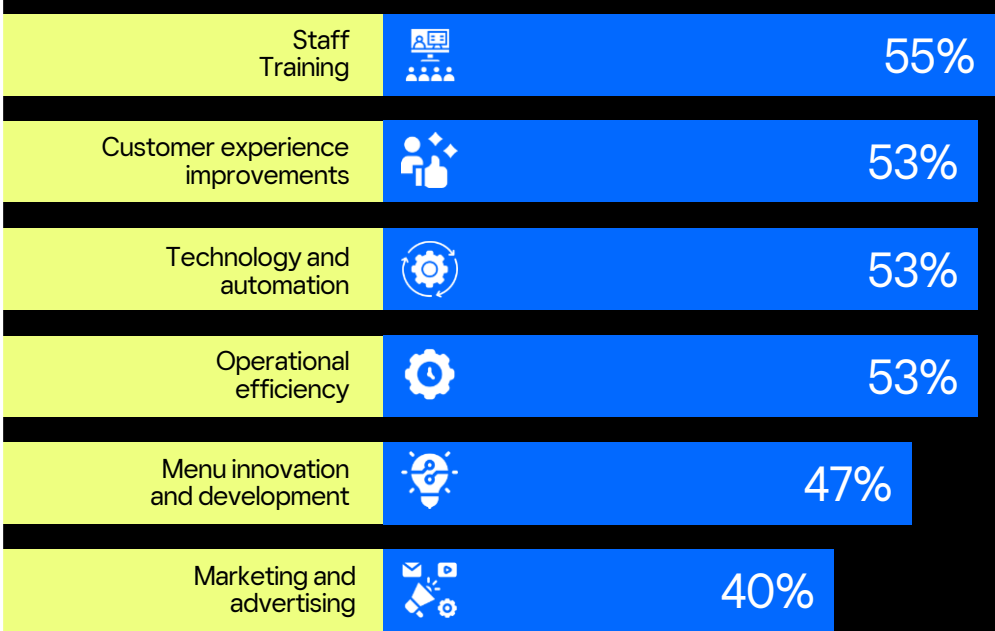 Staff
Training
55%
Customer experience
improvements
53%
Technology and
automation
53%
Operational
efficiency
53%
Menu innovation
and development
47%
Marketing and
advertising
40%